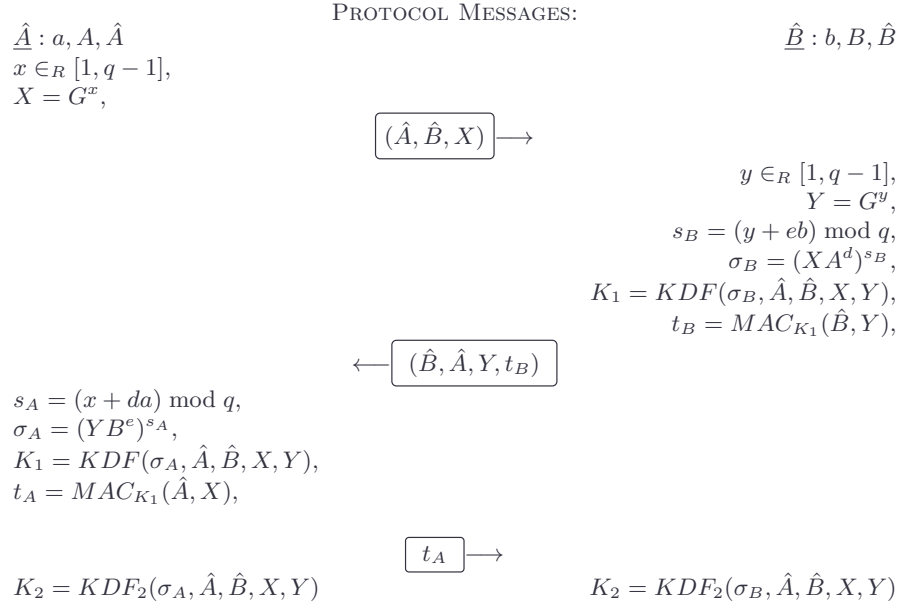 PROTOCOL MESSAGES:
Â : a, A, Â B̂ : b, B, B̂
x ∈R [1, q − 1],
X = G^x,
(Â, B̂, X) ⟶
y ∈R [1, q − 1],
Y = G^y,
s_B = (y + eb) mod q,
σ_B = (XA^d)^{s_B},
K_1 = KDF(σ_B, Â, B̂, X, Y),
t_B = MAC_{K_1}(B̂, Y),
⟵ (B̂, Â, Y, t_B)
s_A = (x + da) mod q,
σ_A = (YB^e)^{s_A},
K_1 = KDF(σ_A, Â, B̂, X, Y),
t_A = MAC_{K_1}(Â, X),
t_A ⟶
K_2 = KDF_2(σ_A, Â, B̂, X, Y) K_2 = KDF_2(σ_B, Â, B̂, X, Y)